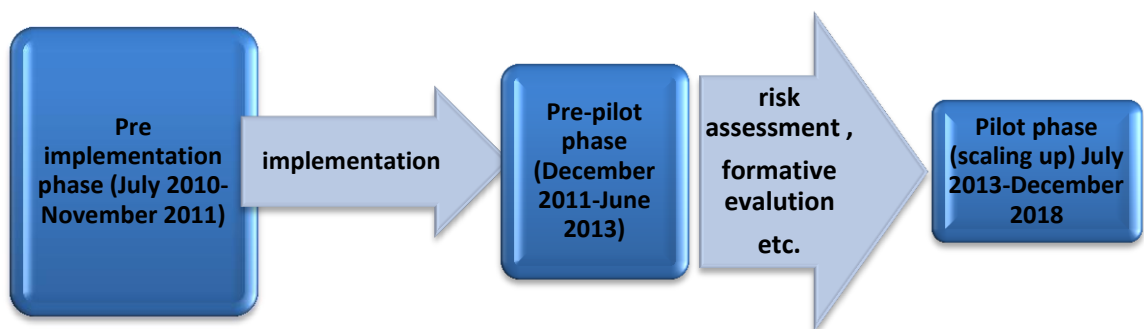 Pre
implementation
phase (July 2010-
November 2011)
implementation
Pre-pilot
phase
(December
2011-June
2013)
risk
assessment ,
formative
evalution
etc.
Pilot phase
(scaling up) July
2013-December
2018